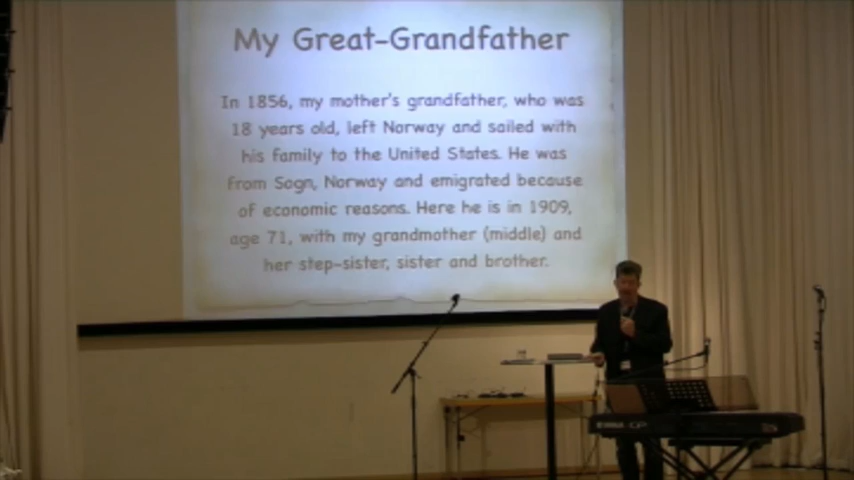 My Great-Grandfather
In 1856, my mother's grandfather, who was
18 years old, left Norway and sailed with
his family to the United States. He was
from Sogn, Norway and emigrated because
of economic reasons. Here he is in 1909,
age 71, with my grandmother (middle) and
her step-sister, sister and brother.